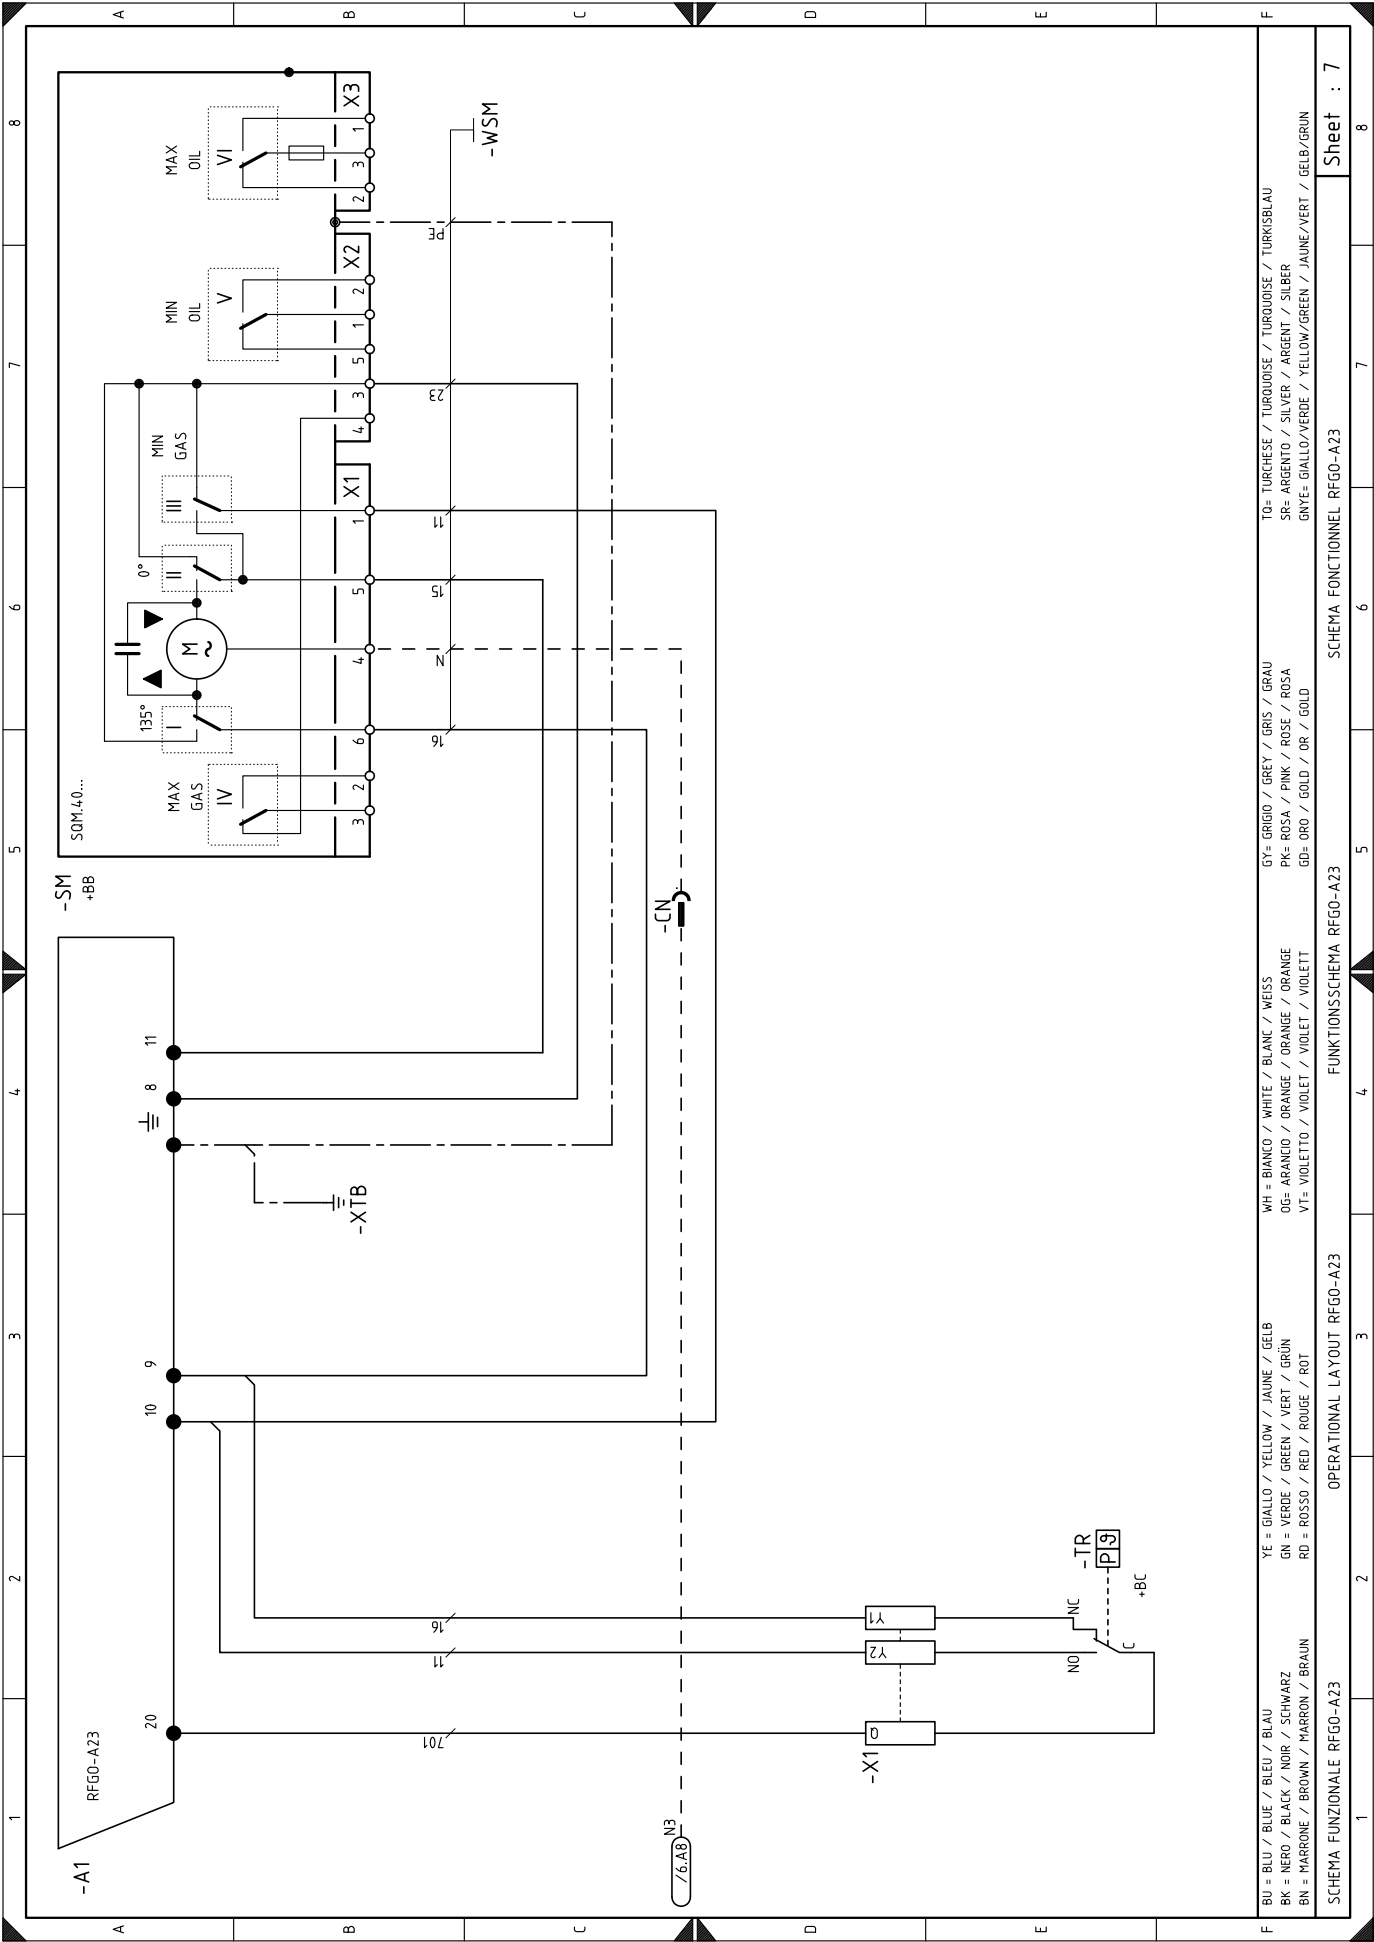 1 2 3 4 5 6 7 8
A A
B B
C C
D D
E E
F F
-A1
RFGO-A23
20 10 9 8 11
-XTB
-SM
+BB
SQM.40...
MAX
GAS
IV
135°
I
M
~
0°
II
III
MIN
GAS
MIN
OIL
V
MAX
OIL
VI
3 2 6 4 5 1 X1
4 3 5 1 2 X2
2 3 1 X3
16 N 15 11 23 PE
-WSM
-CN
701 11 16
/6.A8
N3
-X1
Q Y2 Y1
NO NC
C
-TR
P ϑ
+BC
BU = BLU / BLUE / BLEU / BLAU
BK = NERO / BLACK / NOIR / SCHWARZ
BN = MARRONE / BROWN / MARRON / BRAUN
YE = GIALLO / YELLOW / JAUNE / GELB
GN = VERDE / GREEN / VERT / GRÜN
RD = ROSSO / RED / ROUGE / ROT
WH = BIANCO / WHITE / BLANC / WEISS
OG= ARANCIO / ORANGE / ORANGE / ORANGE
VT= VIOLETTO / VIOLET / VIOLET / VIOLETT
GY= GRIGIO / GREY / GRIS / GRAU
PK= ROSA / PINK / ROSE / ROSA
GD= ORO / GOLD / OR / GOLD
TQ= TURCHESE / TURQUOISE / TURQUOISE / TURKISBLAU
SR= ARGENTO / SILVER / ARGENT / SILBER
GNYE= GIALLO/VERDE / YELLOW/GREEN / JAUNE/VERT / GELB/GRUN
SCHEMA FUNZIONALE RFGO-A23
OPERATIONAL LAYOUT RFGO-A23
FUNKTIONSSCHEMA RFGO-A23
SCHEMA FONCTIONNEL RFGO-A23
Sheet : 7
1 2 3 4 5 6 7 8